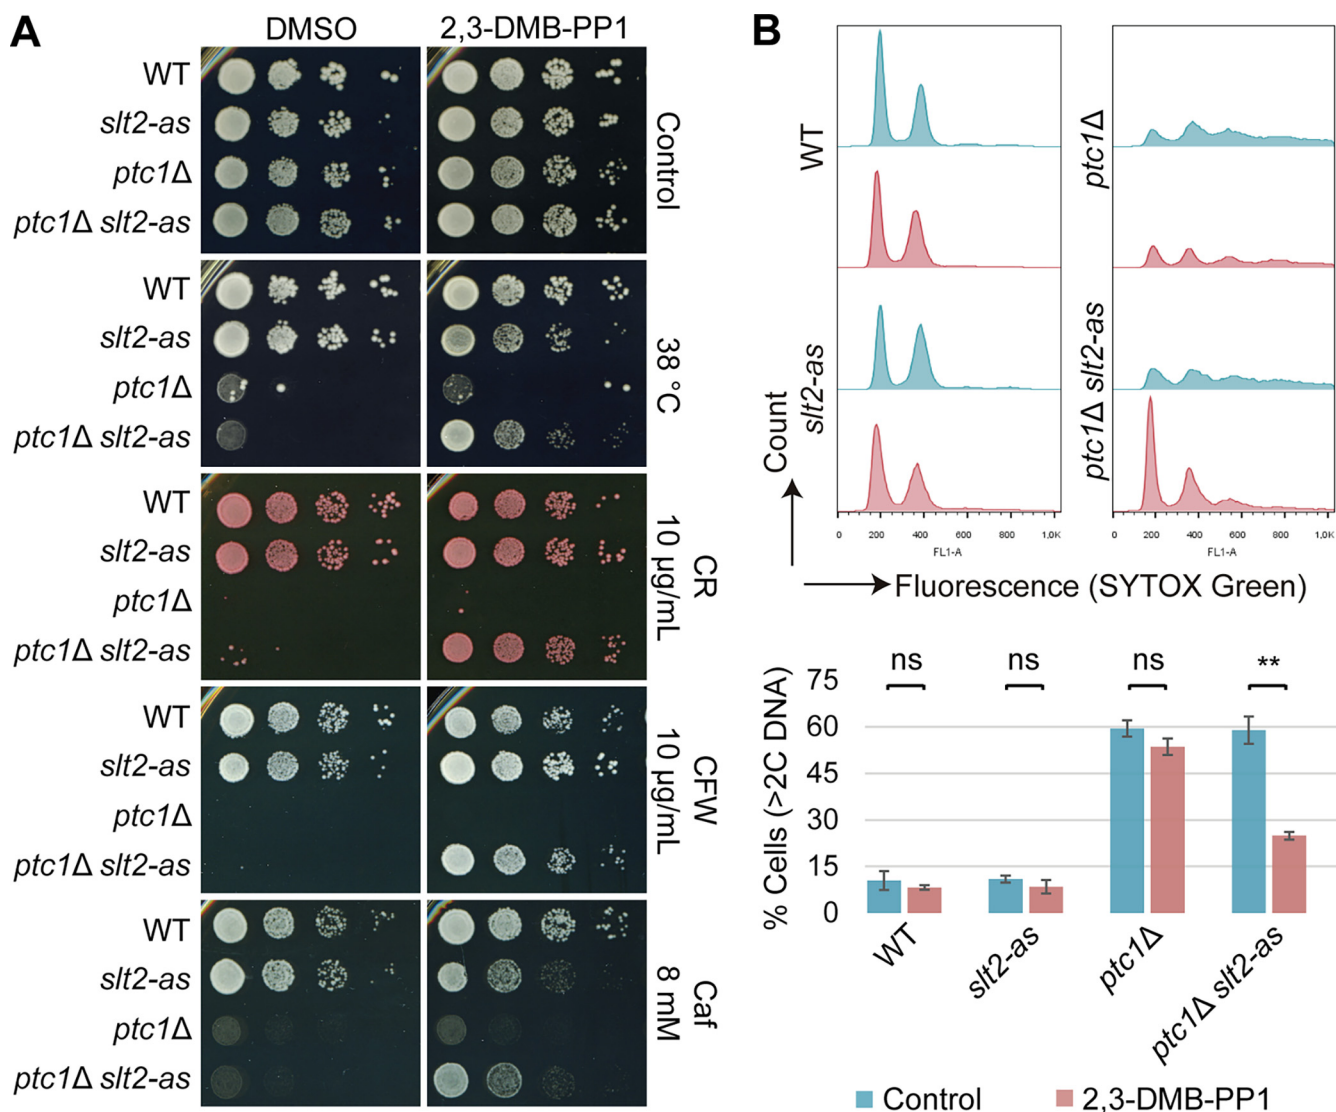 A
DMSO 2,3-DMB-PP1
WT
slt2-as
ptc1Δ
ptc1Δ slt2-as
Control
WT
slt2-as
ptc1Δ
ptc1Δ slt2-as
38 °C
WT
slt2-as
ptc1Δ
ptc1Δ slt2-as
CR
10 µg/mL
WT
slt2-as
ptc1Δ
ptc1Δ slt2-as
CFW
10 µg/mL
WT
slt2-as
ptc1Δ
ptc1Δ slt2-as
Caf
8 mM
B
WT
slt2-as
ptc1Δ
ptc1Δ slt2-as
Count
0 200 400 600 800 1,0K
FL1-A
0 200 400 600 800 1,0K
FL1-A
Fluorescence (SYTOX Green)
% Cells (>2C DNA)
75
60
45
30
15
0
ns ns ns **
WT
slt2-as
ptc1Δ
ptc1Δ slt2-as
Control 2,3-DMB-PP1